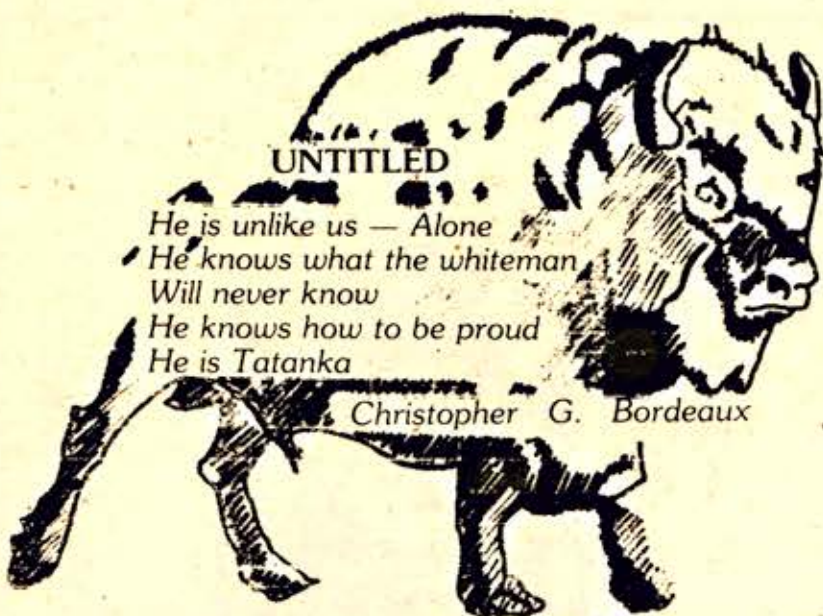 UNTITLED
He is unlike us — Alone
He knows what the whiteman
Will never know
He knows how to be proud
He is Tatanka
Christopher G. Bordeaux